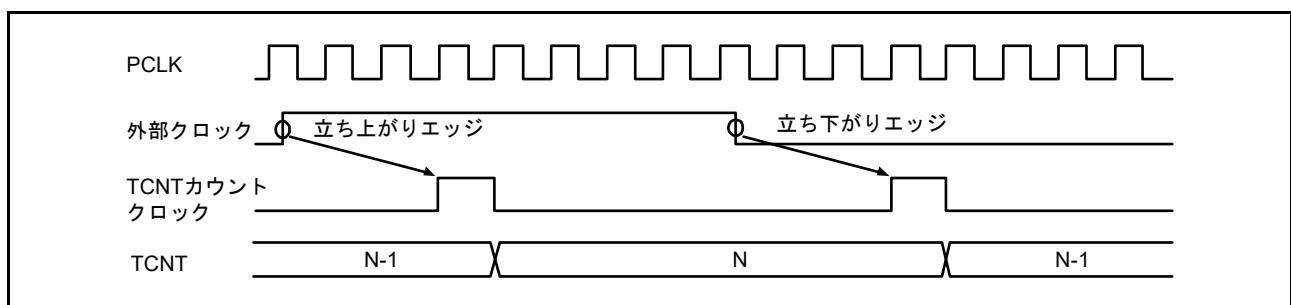 PCLK
外部クロック
立ち上がりエッジ
立ち下がりエッジ
TCNTカウント
クロック
TCNT
N-1
N
N-1